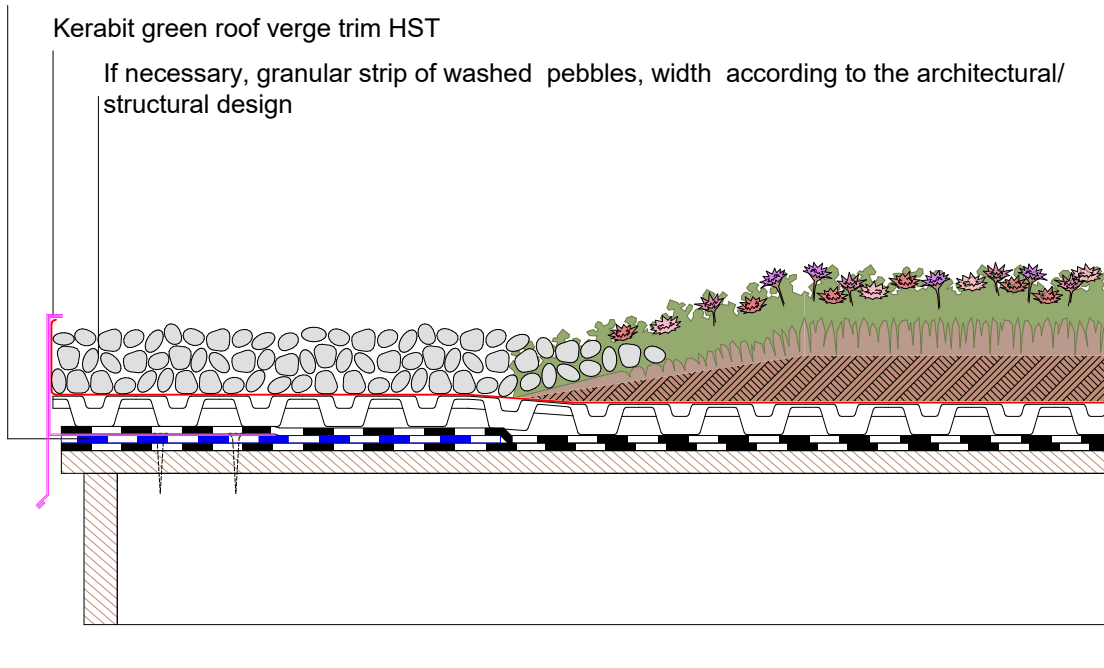 Kerabit green roof verge trim HST
If necessary, granular strip of washed pebbles, width according to the architectural/
structural design